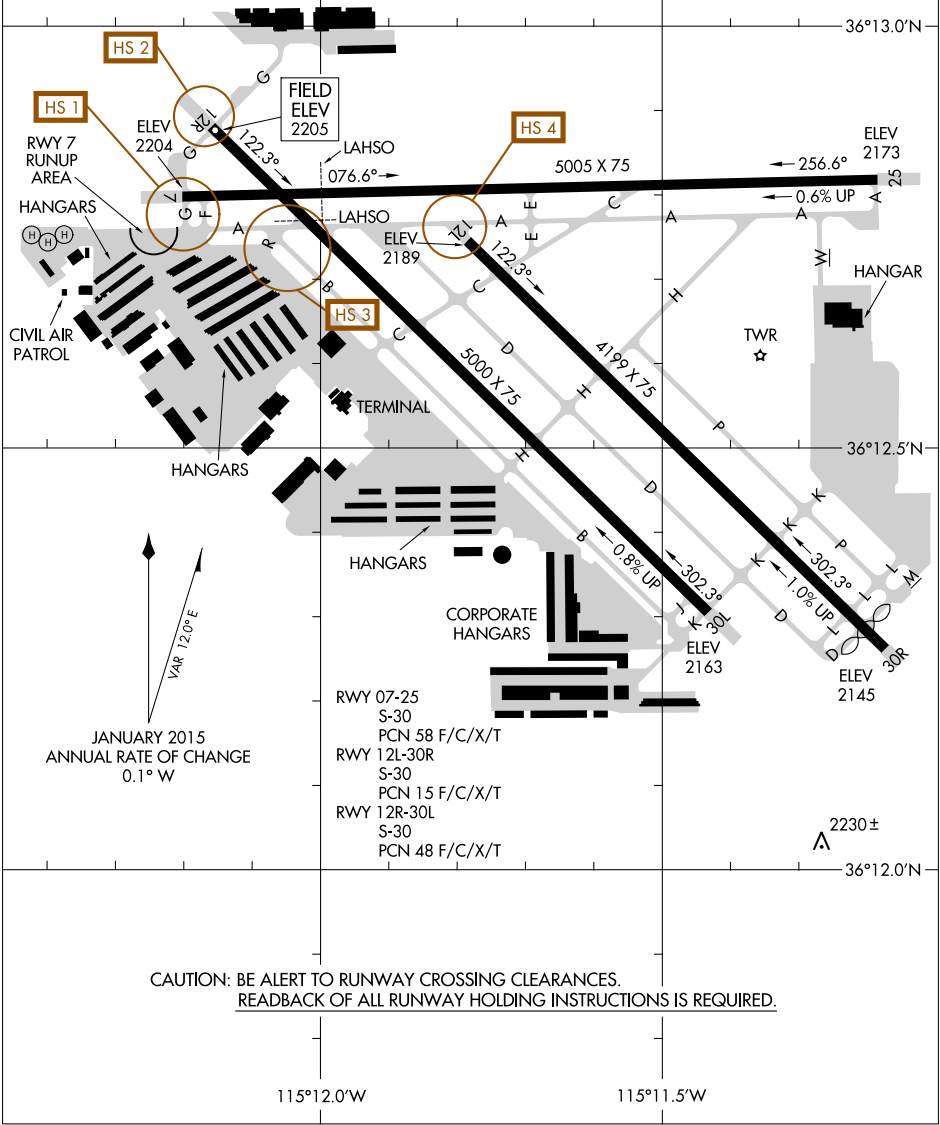 36°13.0'N
HS 2
G
FIELD
ELEV
2205
HS 1
12R
HS 4
ELEV
2204
G
122.3°
LAHSO
ELEV
2173
RWY 7
RUNUP
AREA
076.6°
5005 X 75
256.6°
25
7
G
F
0.6% UP
HANGARS
A
E
C
A
A
A
LAHSO
H
H
H
A
R
12L
E
ELEV
2189
W
122.3°
HANGAR
B
C
H
HS 3
CIVIL AIR
PATROL
C
D
TWR
5000 X 75
4199 X 75
H
TERMINAL
P
HANGARS
H
36°12.5'N
D
K
K
HANGARS
B
P
L
M
0.8% UP
302.3°
K
302.3°
1.0% UP
L
VAR 12.0° E
CORPORATE
HANGARS
J
K
30L
D
L
D
ELEV
2163
30R
ELEV
2145
RWY 07-25
S-30
PCN 58 F/C/X/T
RWY 12L-30R
S-30
PCN 15 F/C/X/T
RWY 12R-30L
S-30
PCN 48 F/C/X/T
JANUARY 2015
ANNUAL RATE OF CHANGE
0.1° W
2230 ±
36°12.0'N
CAUTION: BE ALERT TO RUNWAY CROSSING CLEARANCES.
READBACK OF ALL RUNWAY HOLDING INSTRUCTIONS IS REQUIRED.
115°12.0'W
115°11.5'W